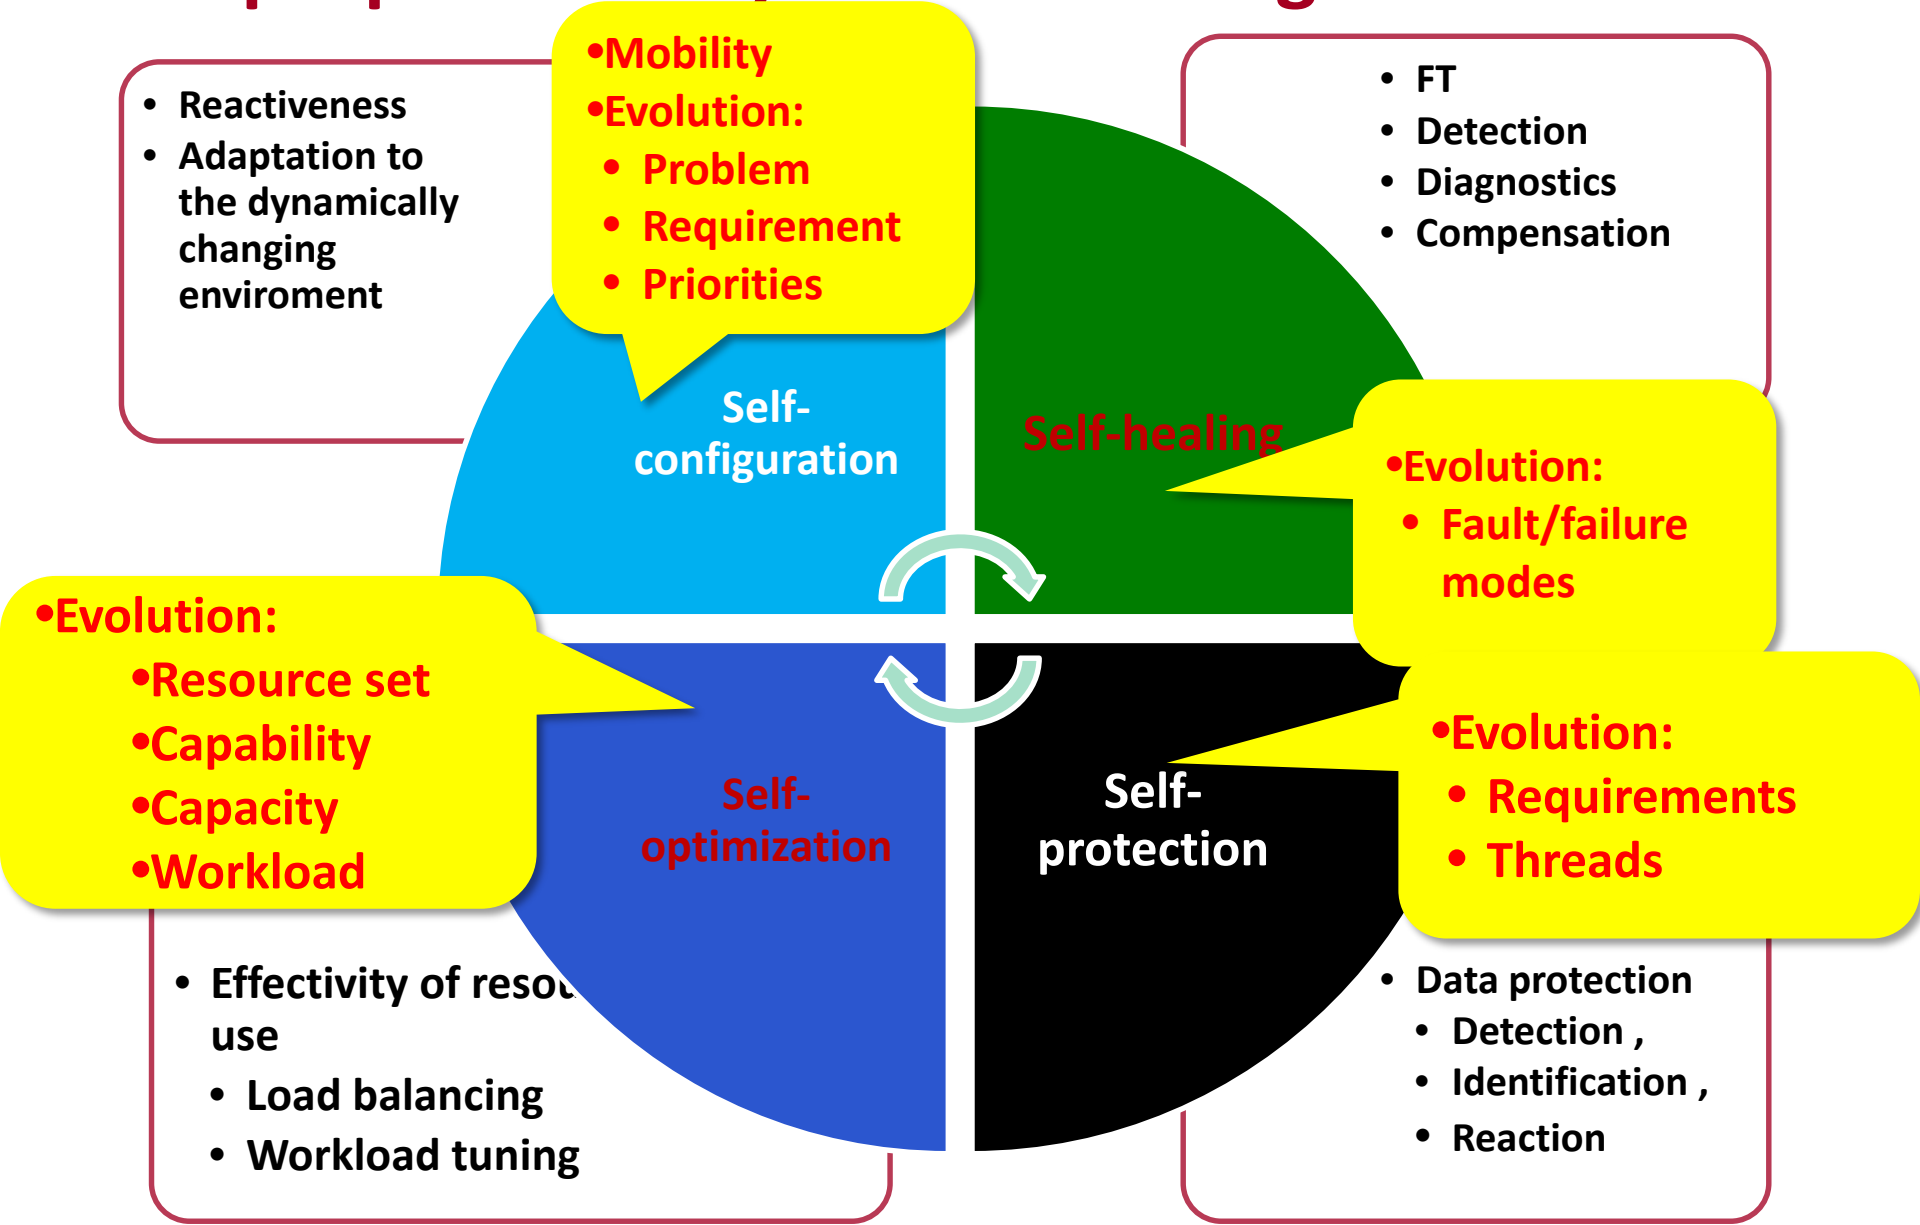 • Reactiveness
• Adaptation to
the dynamically
changing
enviroment
•Mobility
•Evolution:
• Problem
• Requirement
• Priorities
• FT
• Detection
• Diagnostics
• Compensation
Self-
configuration
Self-healing
•Evolution:
• Fault/failure
modes
•Evolution:
•Resource set
•Capability
•Capacity
•Workload
Self-
optimization
Self-
protection
•Evolution:
• Requirements
• Threads
• Effectivity of
use
• Load balancing
• Workload tuning
• Data protection
• Detection ,
• Identification ,
• Reaction